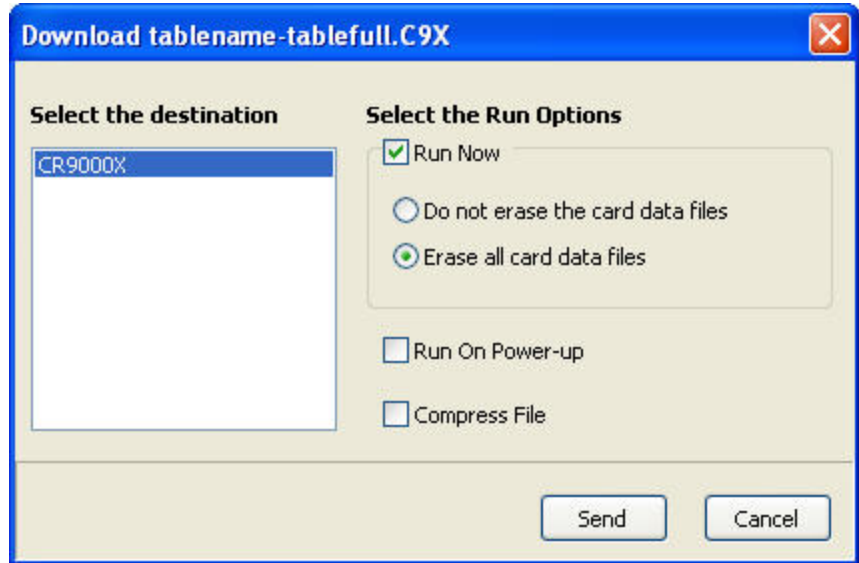 Download tablename-tablefull.C9X
Select the destination
CR9000X
Select the Run Options
Run Now
Do not erase the card data files
Erase all card data files
Run On Power-up
Compress File
Send
Cancel